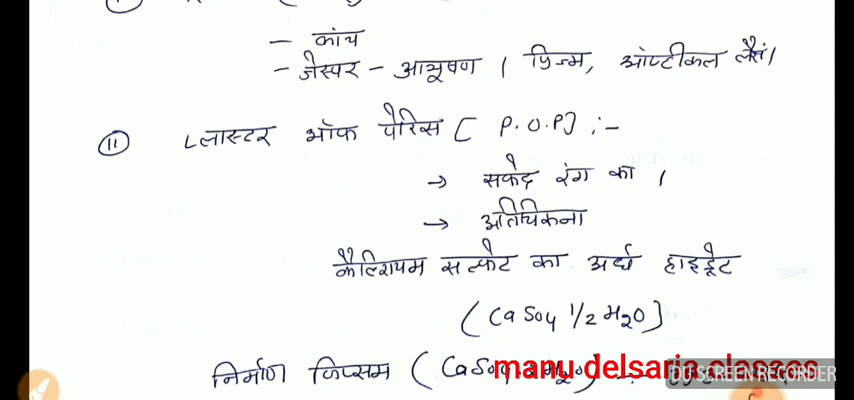 - कांच
- जेस्पर - आभूषण । प्रिज्म, ऑप्टीकल लैंस।
(11) प्लास्टर ऑफ पेरिस [P.O.P] :-
→ सफेद रंग का ।
→ अतिचिकना
कैल्शियम सल्फेट का अर्ध हाइड्रेट
(CaSO4 1/2 H2O)
निर्माण जिप्सम (CaSO4
manu delsaria classes
DU SCREEN RECORDER